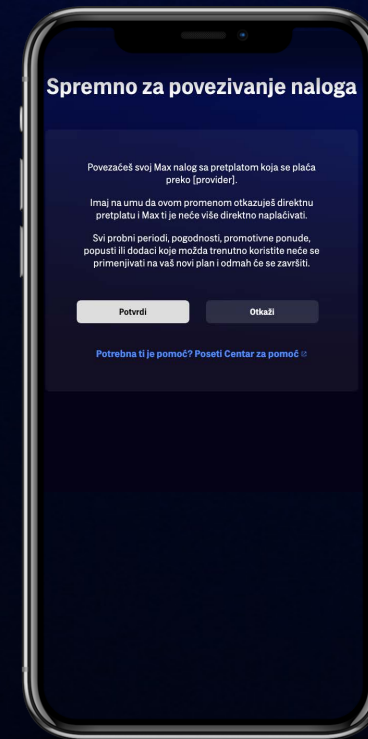 Spremno za povezivanje naloga
Povezaćeš svoj Max nalog sa pretplatom koja se plaća
preko [provider].
Imaj na umu da ovom promenom otkazuješ direktnu
pretplatu i Max ti je neće više direktno naplaćivati.
Svi probni periodi, pogodnosti, promotivne ponude,
popusti ili dodaci koje možda trenutno koristite neće se
primenjivati na vaš novi plan i odmah će se završiti.
Potvrdi
Otkaži
Potrebna ti je pomoć? Poseti Centar za pomoć